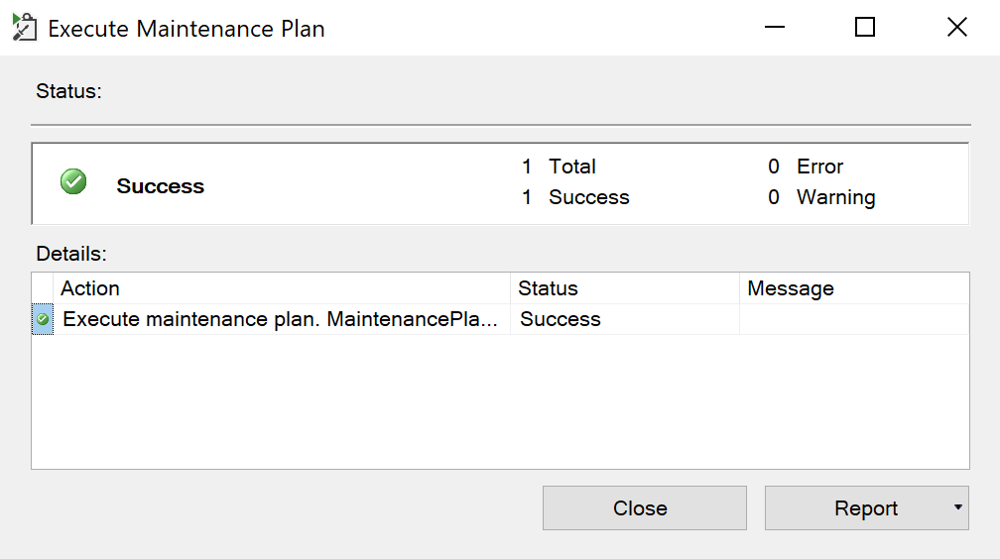 Execute Maintenance Plan
Status:
Success
1 Total 0 Error
1 Success 0 Warning
Details:
Action Status Message
Execute maintenance plan. MaintenancePla... Success
Close Report